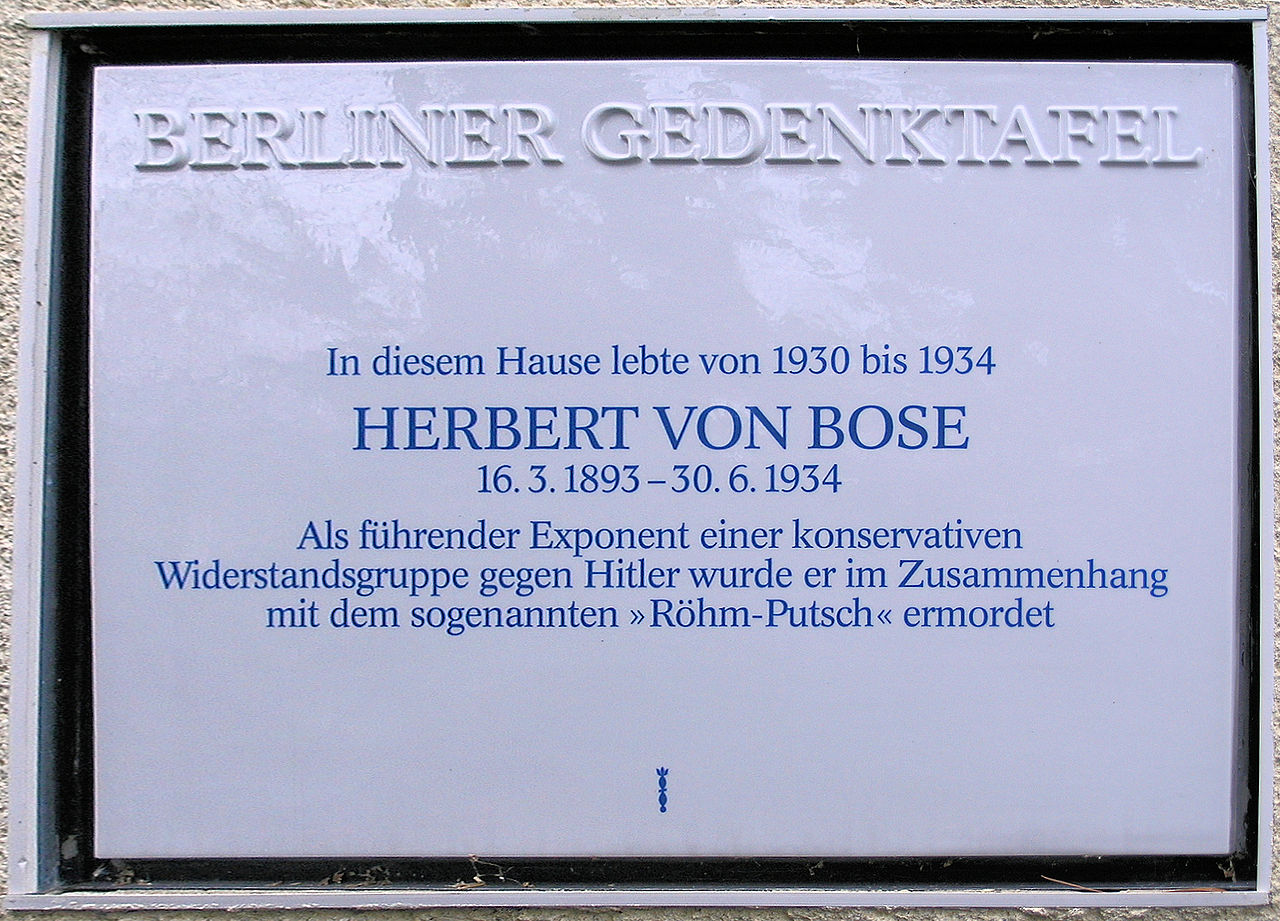 BERLINER GEDENKTAFEL
In diesem Hause lebte von 1930 bis 1934
HERBERT VON BOSE
16. 3. 1893 – 30. 6. 1934
Als führender Exponent einer konservativen
Widerstandsgruppe gegen Hitler wurde er im Zusammenhang
mit dem sogenannten »Röhm-Putsch« ermordet